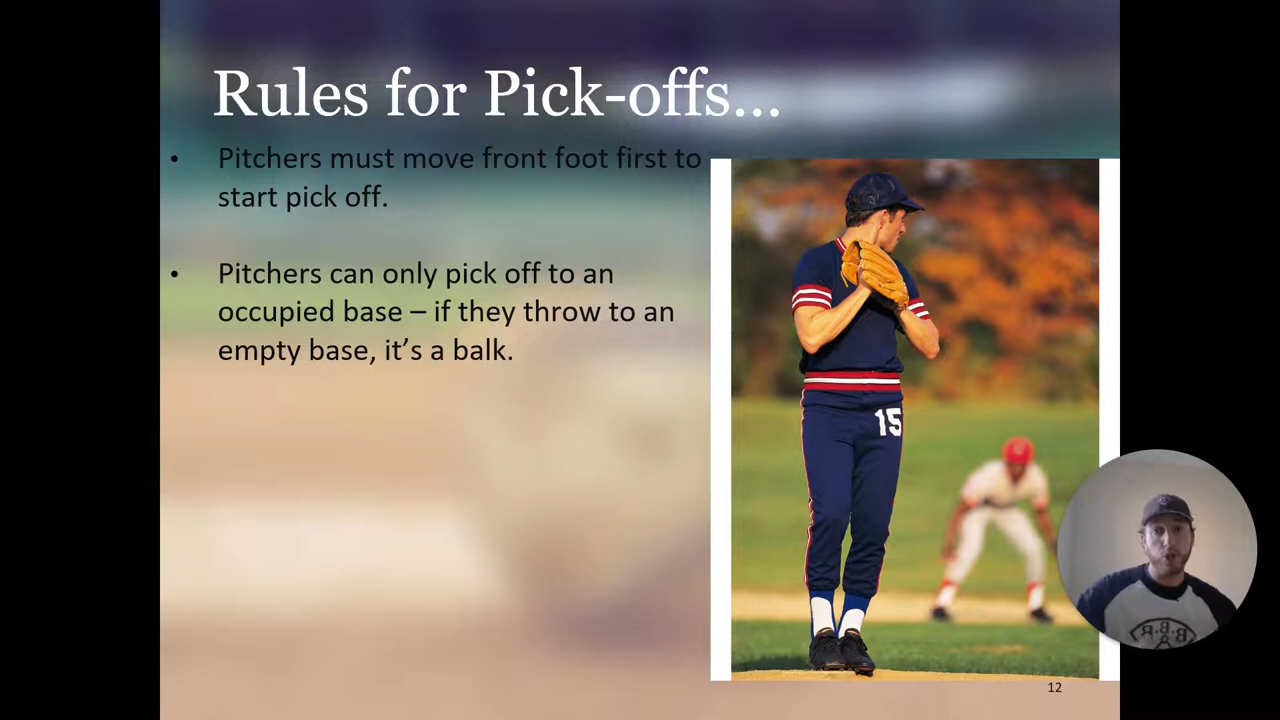 Rules for Pick-offs...
• Pitchers must move front foot first to
start pick off.
• Pitchers can only pick off to an
occupied base – if they throw to an
empty base, it’s a balk.
15
12